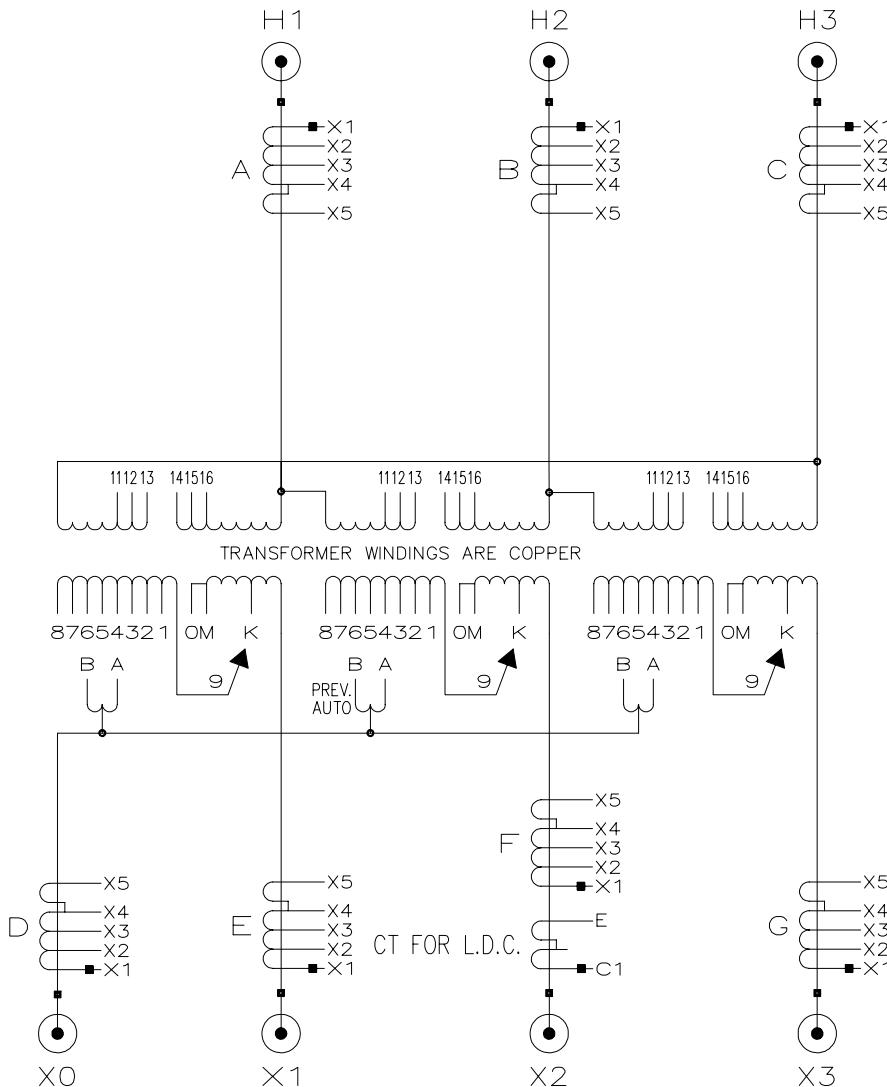 H1 H2 H3
X1 X1 X1
X2 X2 X2
A X3 B X3 C X3
X4 X4 X4
X5 X5 X5
111213 141516 111213 141516 111213 141516
TRANSFORMER WINDINGS ARE COPPER
87654321 OM K 87654321 OM K 87654321 OM K
B A B A B A
9 PREV. 9 9
AUTO
X5
F X4
X3
X2
X5 X5 X1 X5
X4 X4 X4
D X3 E X3 E G X3
X2 X2 CT FOR L.D.C. X2
X1 X1 C1 X1
X0 X1 X2 X3